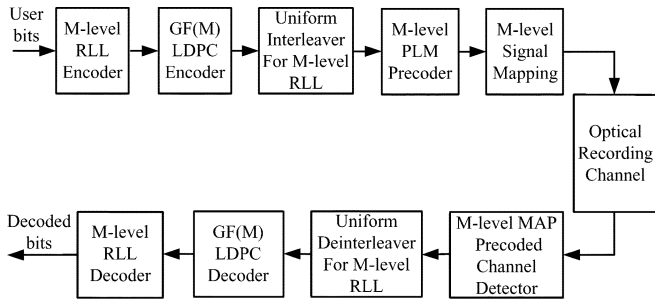 User
bits
M-level
RLL
Encoder
GF(M)
LDPC
Encoder
Uniform
Interleaver
For M-level
RLL
M-level
PLM
Precoder
M-level
Signal
Mapping
Optical
Recording
Channel
M-level MAP
Precoded
Channel
Detector
Uniform
Deinterleaver
For M-level
RLL
GF(M)
LDPC
Decoder
M-level
RLL
Decoder
Decoded
bits